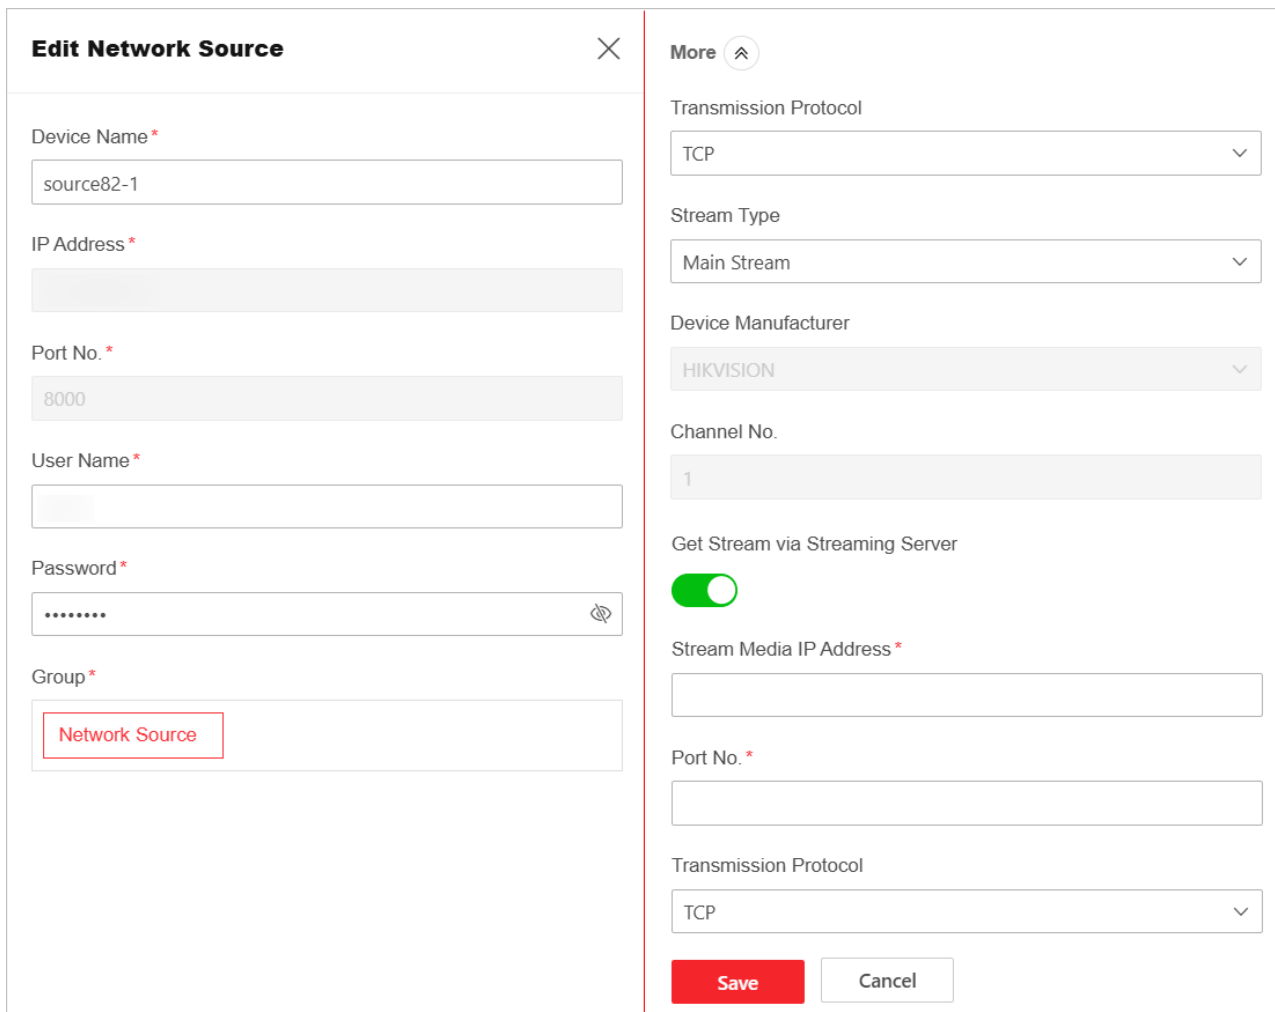 Edit Network Source
Device Name*
source82-1
IP Address*
Port No.*
8000
User Name*
Password*
••••••••
Group*
Network Source
More
Transmission Protocol
TCP
Stream Type
Main Stream
Device Manufacturer
HIKVISION
Channel No.
1
Get Stream via Streaming Server
Stream Media IP Address*
Port No.*
Transmission Protocol
TCP
Save
Cancel